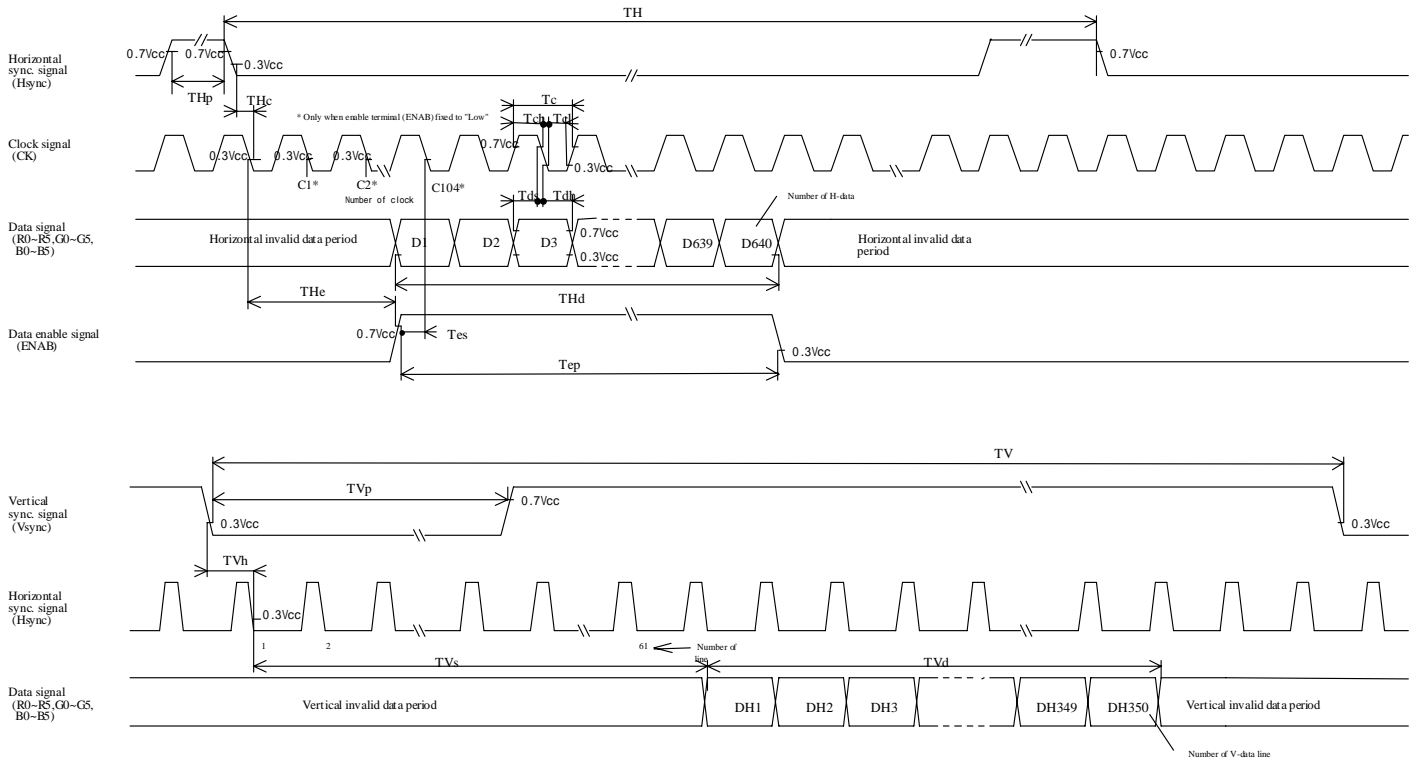 TH
Horizontal
sync. signal
(Hsync)
0.7Vcc
0.7Vcc
0.3Vcc
0.7Vcc
THp
THc
* Only when enable terminal (ENAB) fixed to "Low"
Tc
Tch
Tcl
Clock signal
(CK)
0.3Vcc
0.3Vcc
0.3Vcc
0.7Vcc
0.3Vcc
C1*
C2*
C104*
Number of clock
Tds
Tdh
Number of H-data
Data signal
(R0~R5,G0~G5,
B0~B5)
Horizontal invalid data period
D1
D2
D3
0.7Vcc
0.3Vcc
D639
D640
Horizontal invalid data
period
THe
THd
Data enable signal
(ENAB)
0.7Vcc
Tes
0.3Vcc
Tep
TV
Vertical
sync. signal
(Vsync)
TVp
0.7Vcc
0.3Vcc
0.3Vcc
TVh
Horizontal
sync. signal
(Hsync)
0.3Vcc
1
2
61
Number of
line
TVs
TVd
Data signal
(R0~R5,G0~G5,
B0~B5)
Vertical invalid data period
DH1
DH2
DH3
DH349
DH350
Vertical invalid data period
Number of V-data line